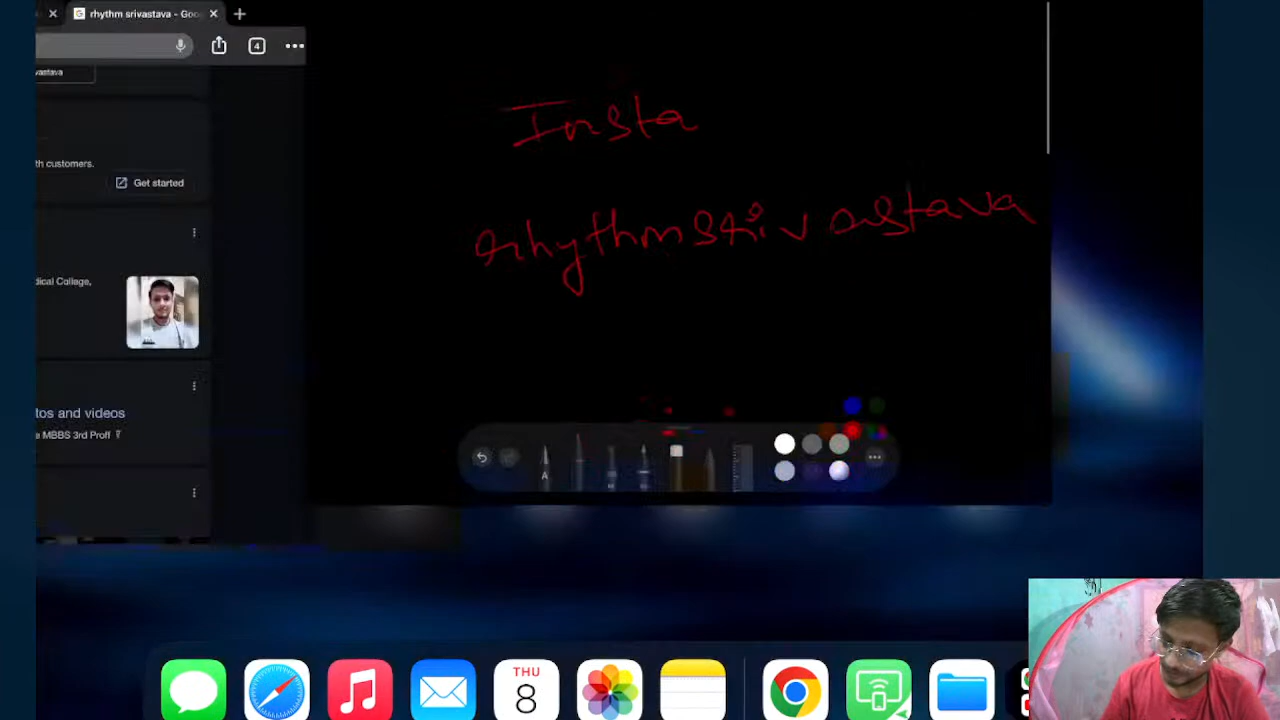 rhythm srivastava - Goo
4
vastava
th customers.
Get started
dical College,
tos and videos
e MBBS 3rd Proff
Insta
rhythmsrivastava
A
THU
8